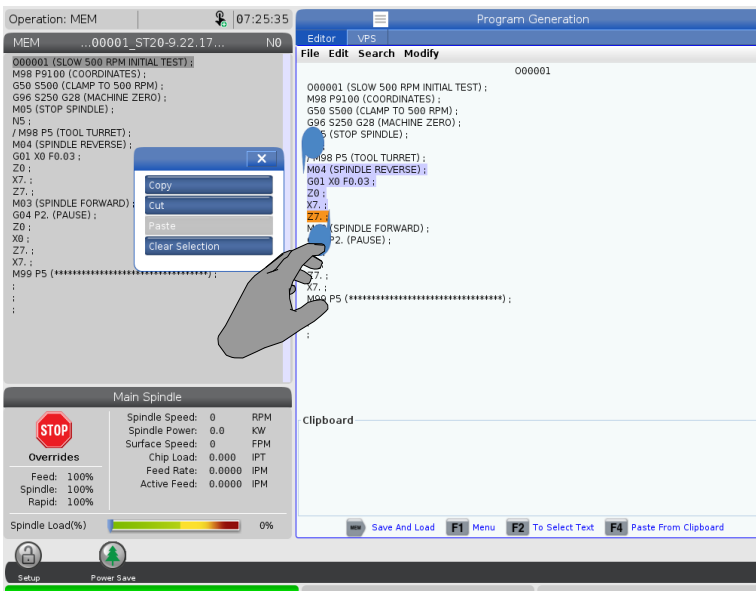 Operation: MEM
07:25:35
Program Generation
MEM ...00001_ST20-9.22.17... N0
Editor VPS
File Edit Search Modify
O00001 (SLOW 500 RPM INITIAL TEST) ;
M98 P9100 (COORDINATES) ;
G50 S500 (CLAMP TO 500 RPM) ;
G96 S250 G28 (MACHINE ZERO) ;
M05 (STOP SPINDLE) ;
N5 ;
/ M98 P5 (TOOL TURRET) ;
M04 (SPINDLE REVERSE) ;
G01 X0 F0.03 ;
Z0 ;
X7. ;
Z7. ;
M03 (SPINDLE FORWARD) ;
G04 P2. (PAUSE) ;
Z0 ;
X0 ;
Z7. ;
X7. ;
M99 P5 (**********************************) ;
;
;
;
X
Copy
Cut
Paste
Clear Selection
O00001
O00001 (SLOW 500 RPM INITIAL TEST) ;
M98 P9100 (COORDINATES) ;
G50 S500 (CLAMP TO 500 RPM) ;
G96 S250 G28 (MACHINE ZERO) ;
(STOP SPINDLE) ;
P5 (TOOL TURRET) ;
M04 (SPINDLE REVERSE) ;
G01 X0 F0.03 ;
Z0 ;
X7. ;
Z7. ;
(SPINDLE FORWARD) ;
P2. (PAUSE) ;
Z7. ;
X7. ;
M99 P5 (**********************************) ;
;
Main Spindle
STOP
Overrides
Feed: 100%
Spindle: 100%
Rapid: 100%
Spindle Speed: 0 RPM
Spindle Power: 0.0 KW
Surface Speed: 0 FPM
Chip Load: 0.000 IPT
Feed Rate: 0.0000 IPM
Active Feed: 0.0000 IPM
Spindle Load(%) 0%
Clipboard
MEM Save And Load F1 Menu F2 To Select Text F4 Paste From Clipboard
Setup
Power Save